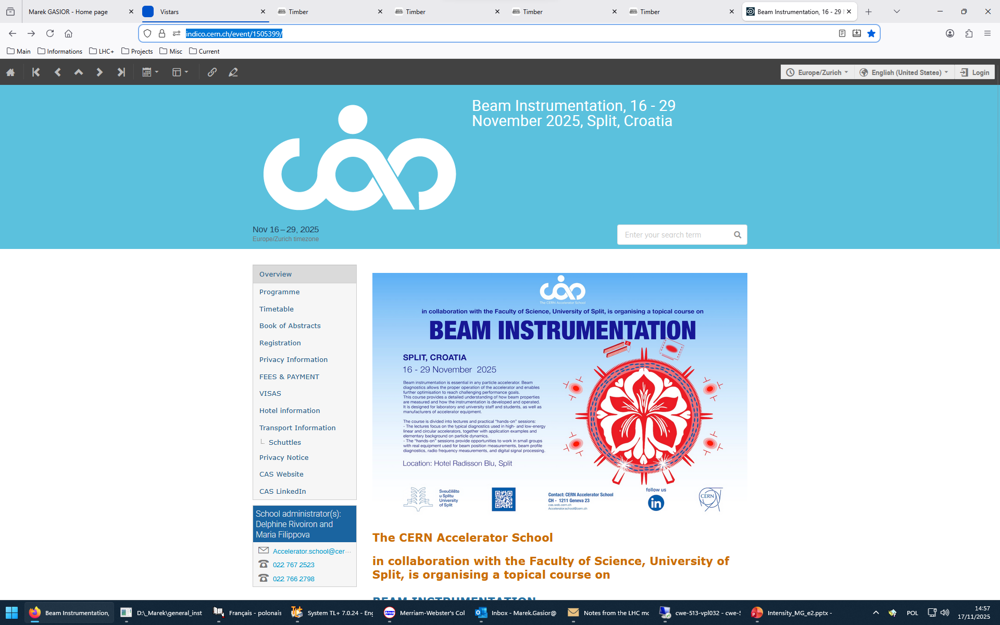 Marek GASIOR - Home page
Vistars
Timber
Timber
Timber
Timber
Beam Instrumentation, 16 - 29
indico.cern.ch/event/1505399/
Main
Informations
LHC+
Projects
Misc
Current
Europe/Zurich
English (United States)
Login
Beam Instrumentation, 16 - 29
November 2025, Split, Croatia
Nov 16 – 29, 2025
Europe/Zurich timezone
Enter your search term
Overview
Programme
Timetable
Book of Abstracts
Registration
Privacy Information
FEES & PAYMENT
VISAS
Hotel information
Transport Information
Schuttles
Privacy Notice
CAS Website
CAS LinkedIn
School administrator(s):
Delphine Rivoiron and
Maria Filippova
Accelerator.school@cer...
022 767 2523
022 766 2798
The CERN Accelerator School
in collaboration with the Faculty of Science, University of Split, is organising a topical course on
BEAM INSTRUMENTATION
SPLIT, CROATIA
16 - 29 November 2025
Beam instrumentation is essential in any particle accelerator. Beam
diagnostics allows the proper operation of the accelerator and enables
further optimisation to reach challenging performance goals.
This course provides a detailed understanding of how beam properties
are measured and how the instrumentation is developed and operated.
It is designed for laboratory and university staff and students, as well as
manufacturers of accelerator equipment.
The course is divided into lectures and practical "hands-on" sessions:
- The lectures focus on the typical diagnostics used in high- and low-energy
linear and circular accelerators, together with application examples and
elementary background on particle dynamics.
- The "hands-on" sessions provide opportunities to work in small groups
with real equipment used for beam position measurements, beam profile
diagnostics, radio frequency measurements, and digital signal processing.
Location: Hotel Radisson Blu, Split
Sveučilište
u Splitu
University
of Split
Contact: CERN Accelerator School
CH - 1211 Geneva 23
cas.web.cern.ch
Accelerator.school@cern.ch
follow us
in
CERN
The CERN Accelerator School
in collaboration with the Faculty of Science, University of
Split, is organising a topical course on
BEAM INSTRUMENTATION
Beam Instrumentation,
D:\_Marek\general_inst
Français - polonais
System TL+ 7.0.24 - Eng
Merriam-Webster's Col
Inbox - Marek.Gasior@
Notes from the LHC mo
cwe-513-vpl032 - cwe-5
Intensity_MG_e2.pptx -
POL
14:57
17/11/2025